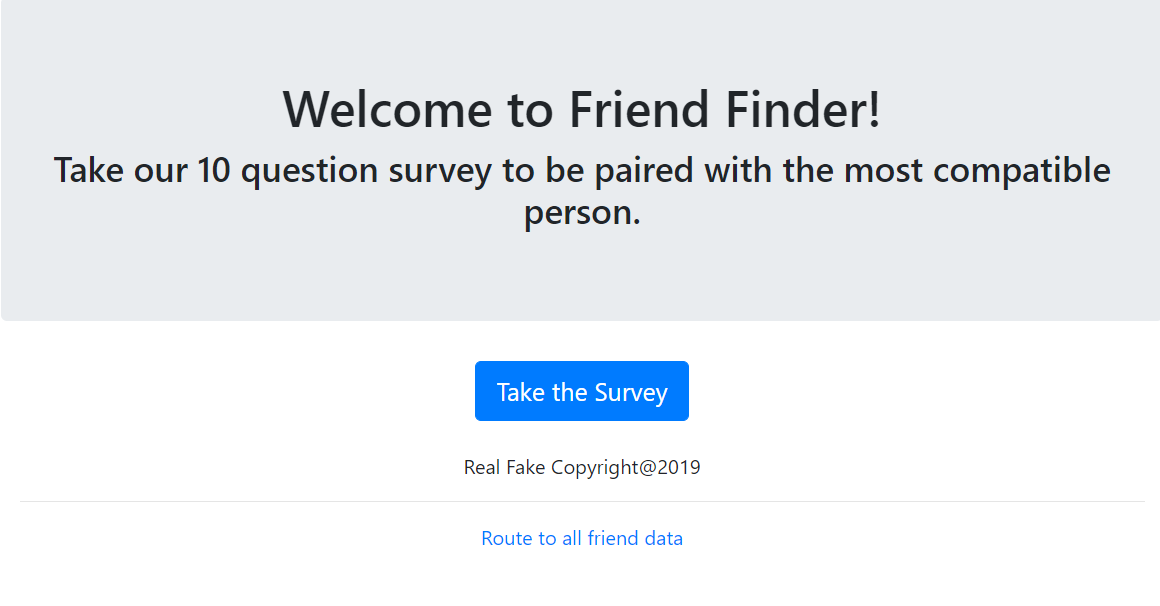 Welcome to Friend Finder!
Take our 10 question survey to be paired with the most compatible
person.
Take the Survey
Real Fake Copyright@2019
Route to all friend data